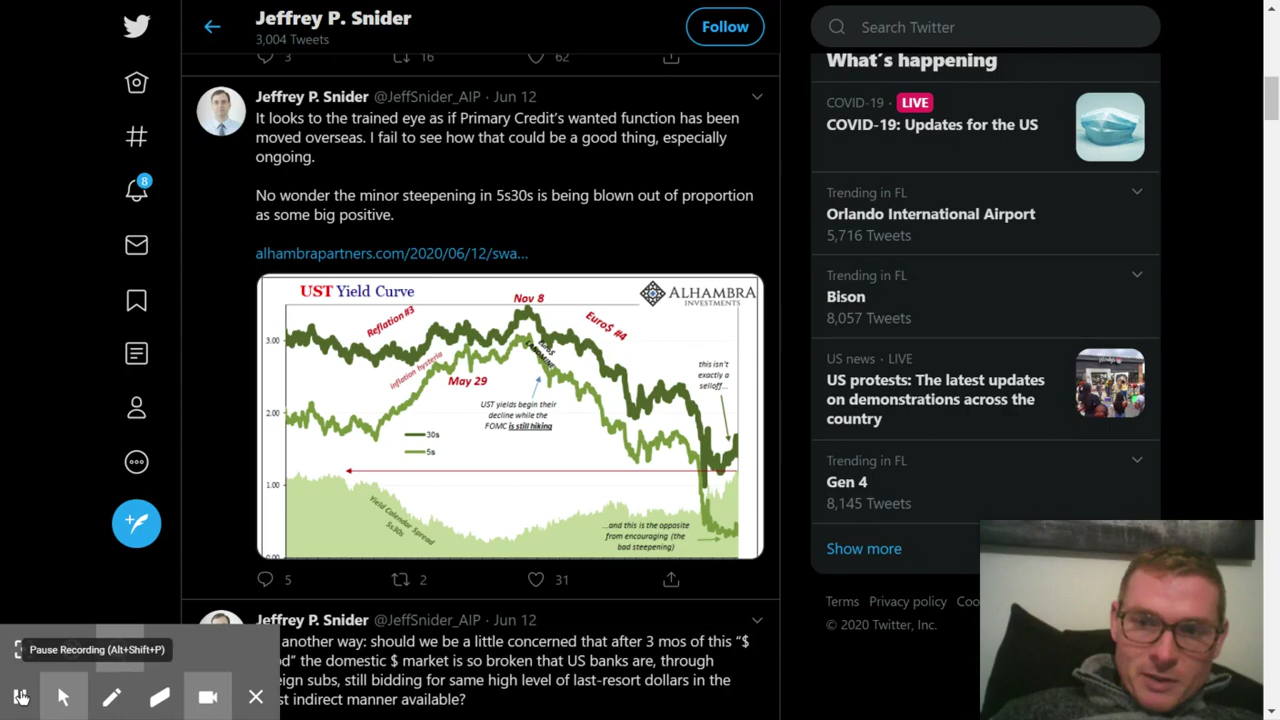 Jeffrey P. Snider
3,004 Tweets
Follow
3
16
62
Jeffrey P. Snider @JeffSnider_AIP · Jun 12
It looks to the trained eye as if Primary Credit's wanted function has been
moved overseas. I fail to see how that could be a good thing, especially
ongoing.
No wonder the minor steepening in 5s30s is being blown out of proportion
as some big positive.
alhambrapartners.com/2020/06/12/swa...
UST Yield Curve
ALHAMBRA
INVESTMENTS
Nov 8
Reflation #3
Euro$ #4
3.00
inflation hysteria
May 29
LANDMINE
this isn't
exactly a
selloff...
UST yields begin their
decline while the
FOMC is still hiking
2.00
30s
5s
1.00
Yield Calendar Spread
5s30s
...and this is the opposite
from encouraging (the
bad steepening)
0.00
5
2
31
Jeffrey P. Snider @JeffSnider_AIP · Jun 12
another way: should we be a little concerned that after 3 mos of this "$
the domestic $ market is so broken that US banks are, through
subs, still bidding for same high level of last-resort dollars in the
indirect manner available?
8
Pause Recording (Alt+Shift+P)
Search Twitter
What's happening
COVID-19 · LIVE
COVID-19: Updates for the US
Trending in FL
Orlando International Airport
5,716 Tweets
Trending in FL
Bison
8,057 Tweets
US news · LIVE
US protests: The latest updates
on demonstrations across the
country
Trending in FL
Gen 4
8,145 Tweets
Show more
Terms Privacy policy Coo
© 2020 Twitter, Inc.